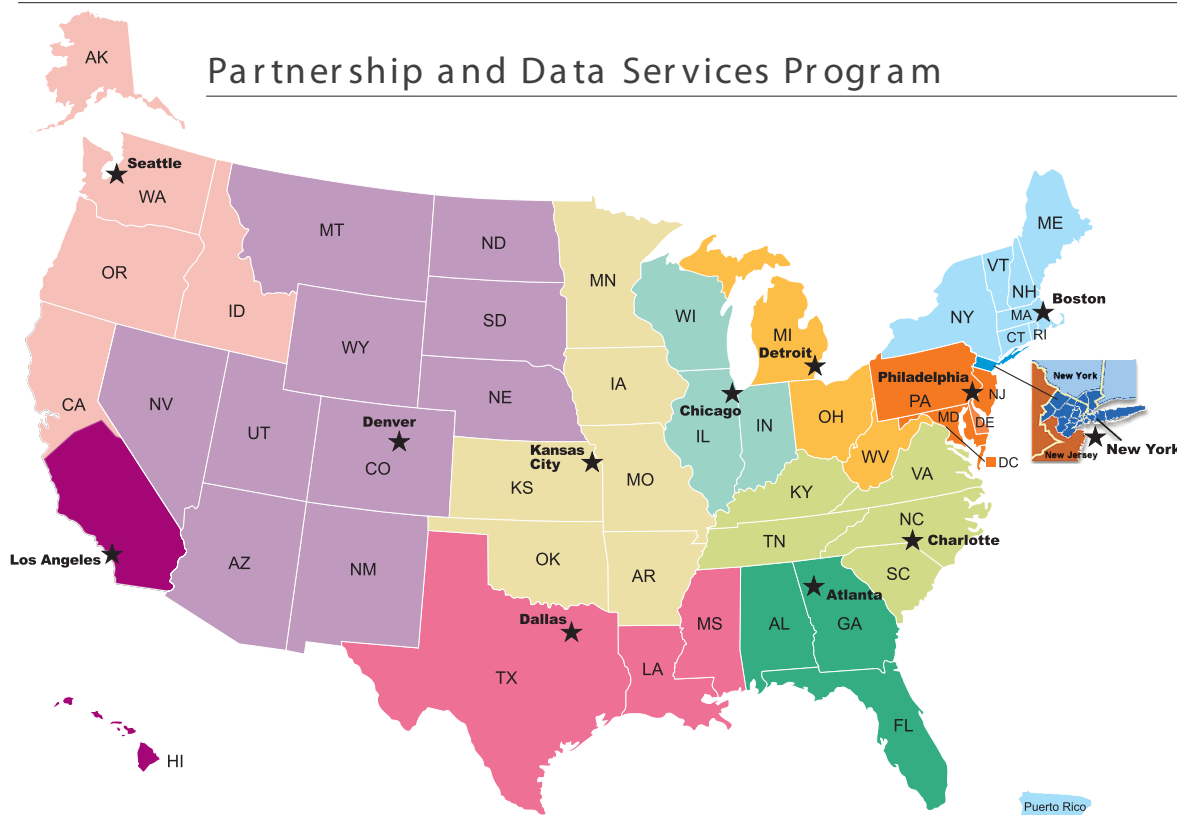 AK
Partnership and Data Services Program
Seattle
WA
MT
ND
ME
OR
MN
VT
ID
NH
Boston
SD
WI
NY
MA
CT
RI
WY
MI
Detroit
New York
CA
NV
NE
IA
Philadelphia
PA
NJ
Chicago
OH
MD
DE
UT
Denver
CO
Kansas
City
IL
IN
WV
New Jersey
New York
DC
KS
MO
KY
VA
NC
Charlotte
TN
Los Angeles
AZ
NM
OK
AR
SC
Atlanta
Dallas
MS
AL
GA
TX
LA
FL
HI
Puerto Rico